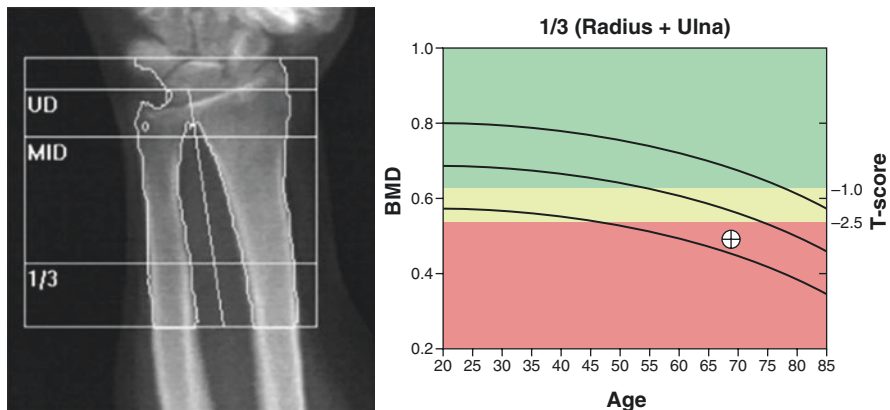 UD
MID
1/3
1/3 (Radius + Ulna)
1.0
0.8
0.6
0.4
0.2
BMD
–1.0
–2.5
T-score
20 25 30 35 40 45 50 55 60 65 70 75 80 85
Age